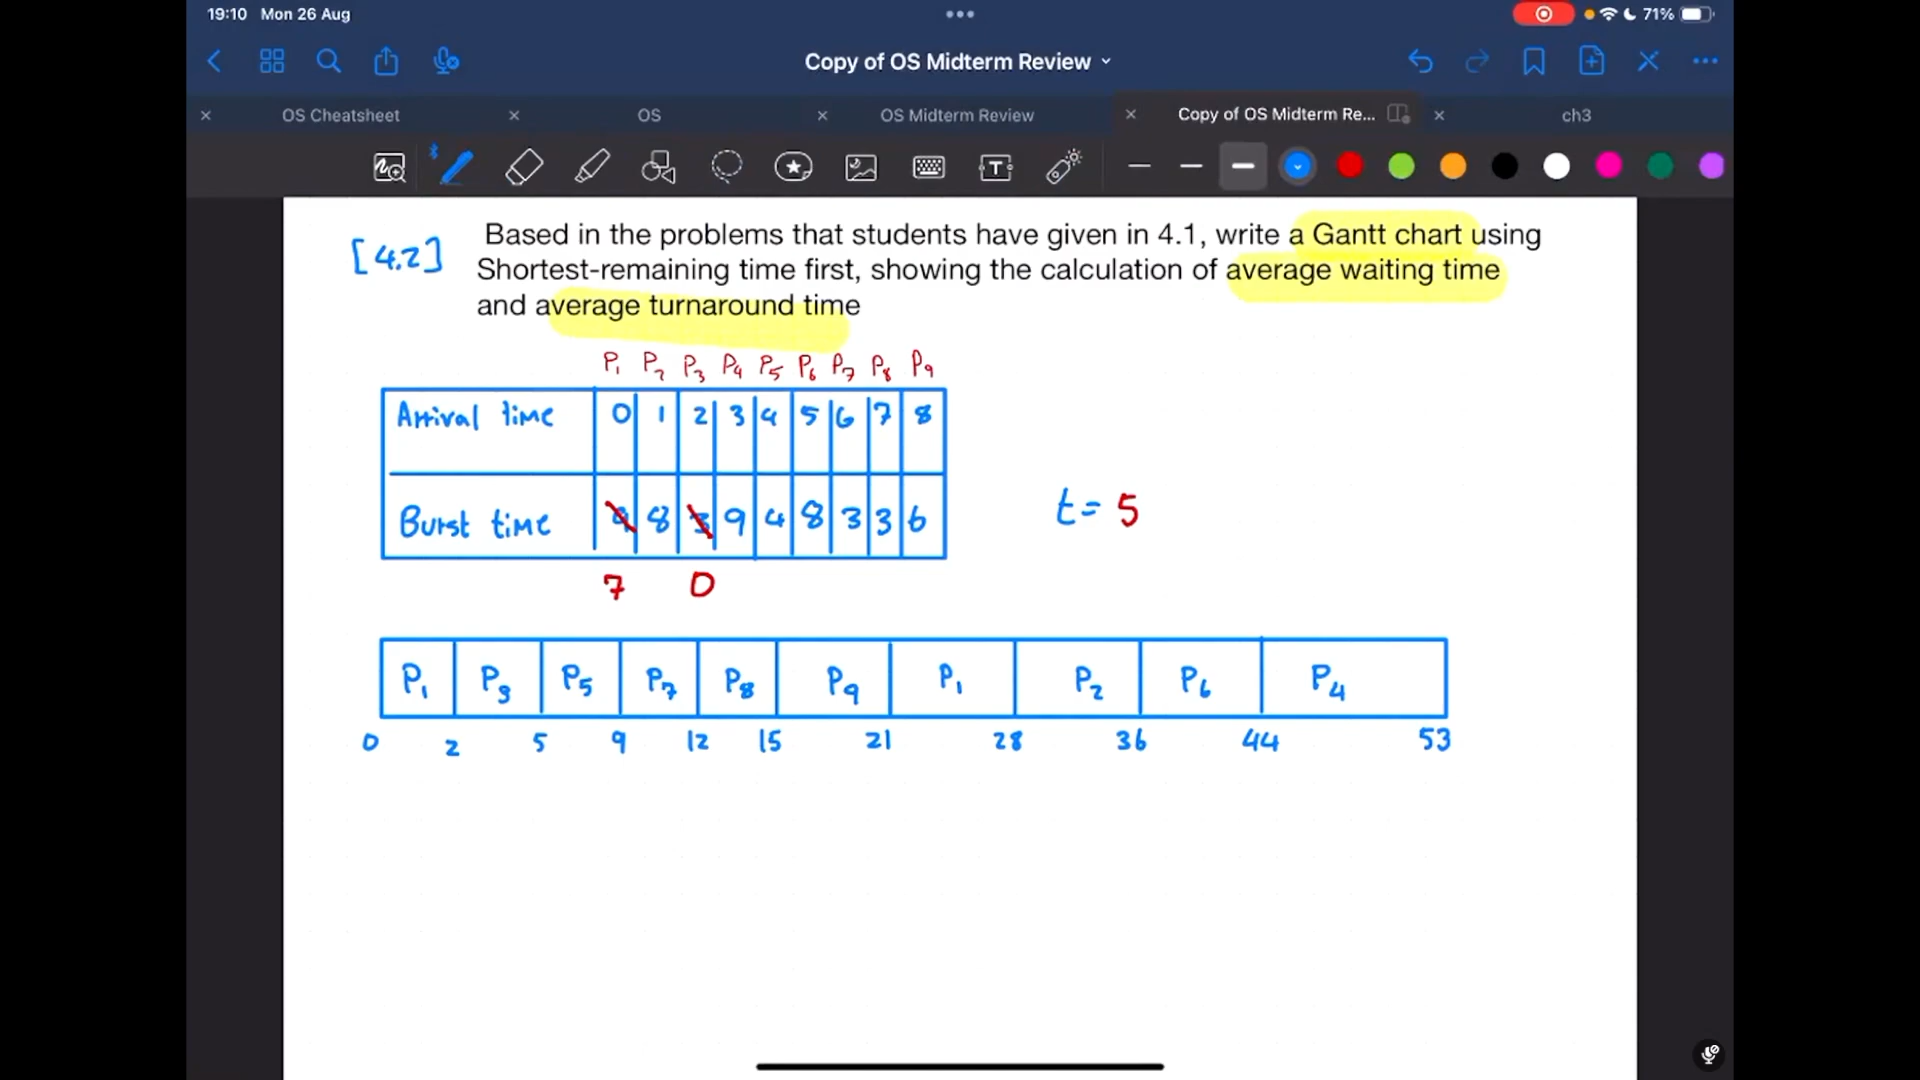 19:10 Mon 26 Aug
71%
Copy of OS Midterm Review
OS Cheatsheet
OS
OS Midterm Review
Copy of OS Midterm Re...
ch3
[4.2] Based in the problems that students have given in 4.1, write a Gantt chart using
Shortest-remaining time first, showing the calculation of average waiting time
and average turnaround time
P1 P2 P3 P4 P5 P6 P7 P8 P9
Arrival time 0 1 2 3 4 5 6 7 8
Burst time 9 8 3 9 4 8 3 3 6
t= 5
7 0
P1 P3 P5 P7 P8 P9 P1 P2 P6 P4
0 2 5 9 12 15 21 28 36 44 53